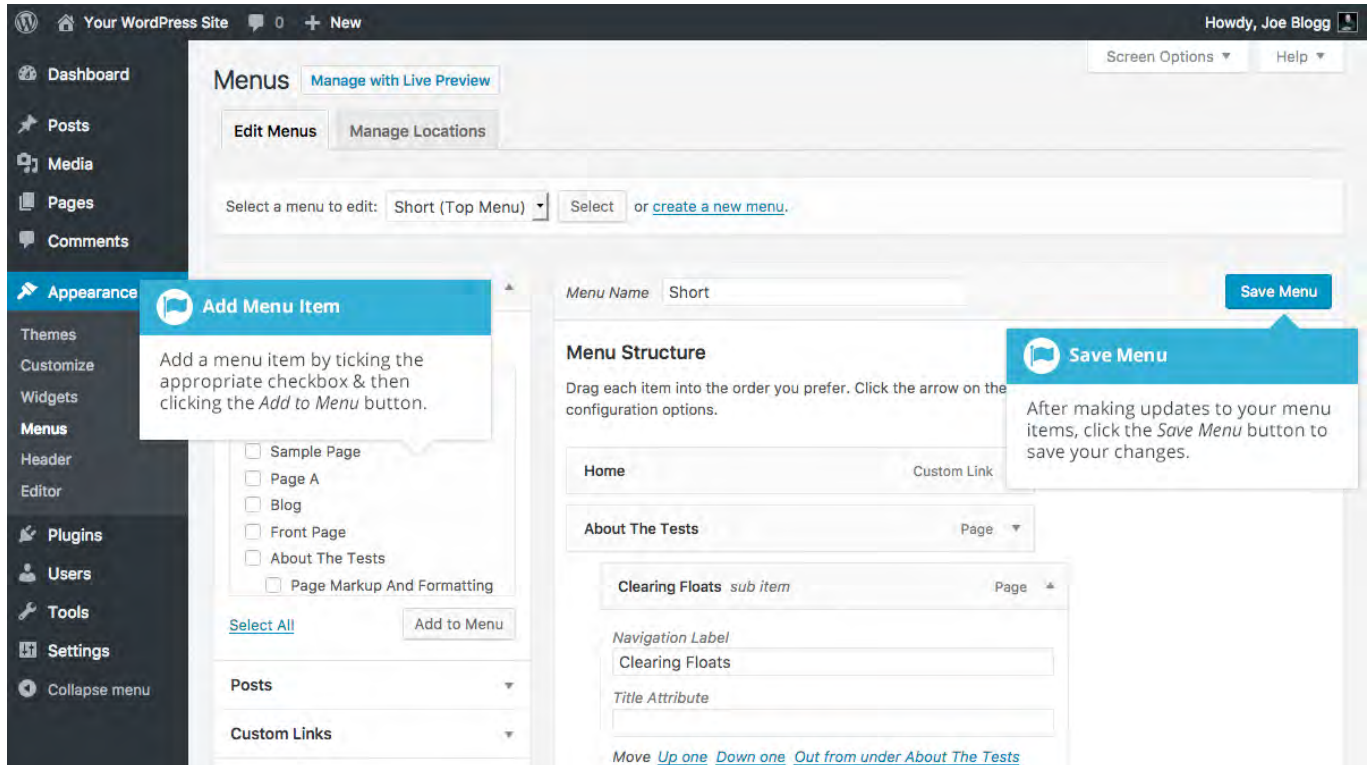 Your WordPress Site 0 + New Howdy, Joe Blogg
Screen Options Help
Dashboard
Posts
Media
Pages
Comments
Appearance
Themes
Customize
Widgets
Menus
Header
Editor
Plugins
Users
Tools
Settings
Collapse menu
Menus Manage with Live Preview
Edit Menus Manage Locations
Select a menu to edit: Short (Top Menu) Select or create a new menu.
Add Menu Item
Add a menu item by ticking the
appropriate checkbox & then
clicking the Add to Menu button.
Sample Page
Page A
Blog
Front Page
About The Tests
Page Markup And Formatting
Select All Add to Menu
Posts
Custom Links
Menu Name Short Save Menu
Menu Structure
Drag each item into the order you prefer. Click the arrow on the
configuration options.
Save Menu
After making updates to your menu
items, click the Save Menu button to
save your changes.
Home Custom Link
About The Tests Page
Clearing Floats sub item Page
Navigation Label
Clearing Floats
Title Attribute
Move Up one Down one Out from under About The Tests